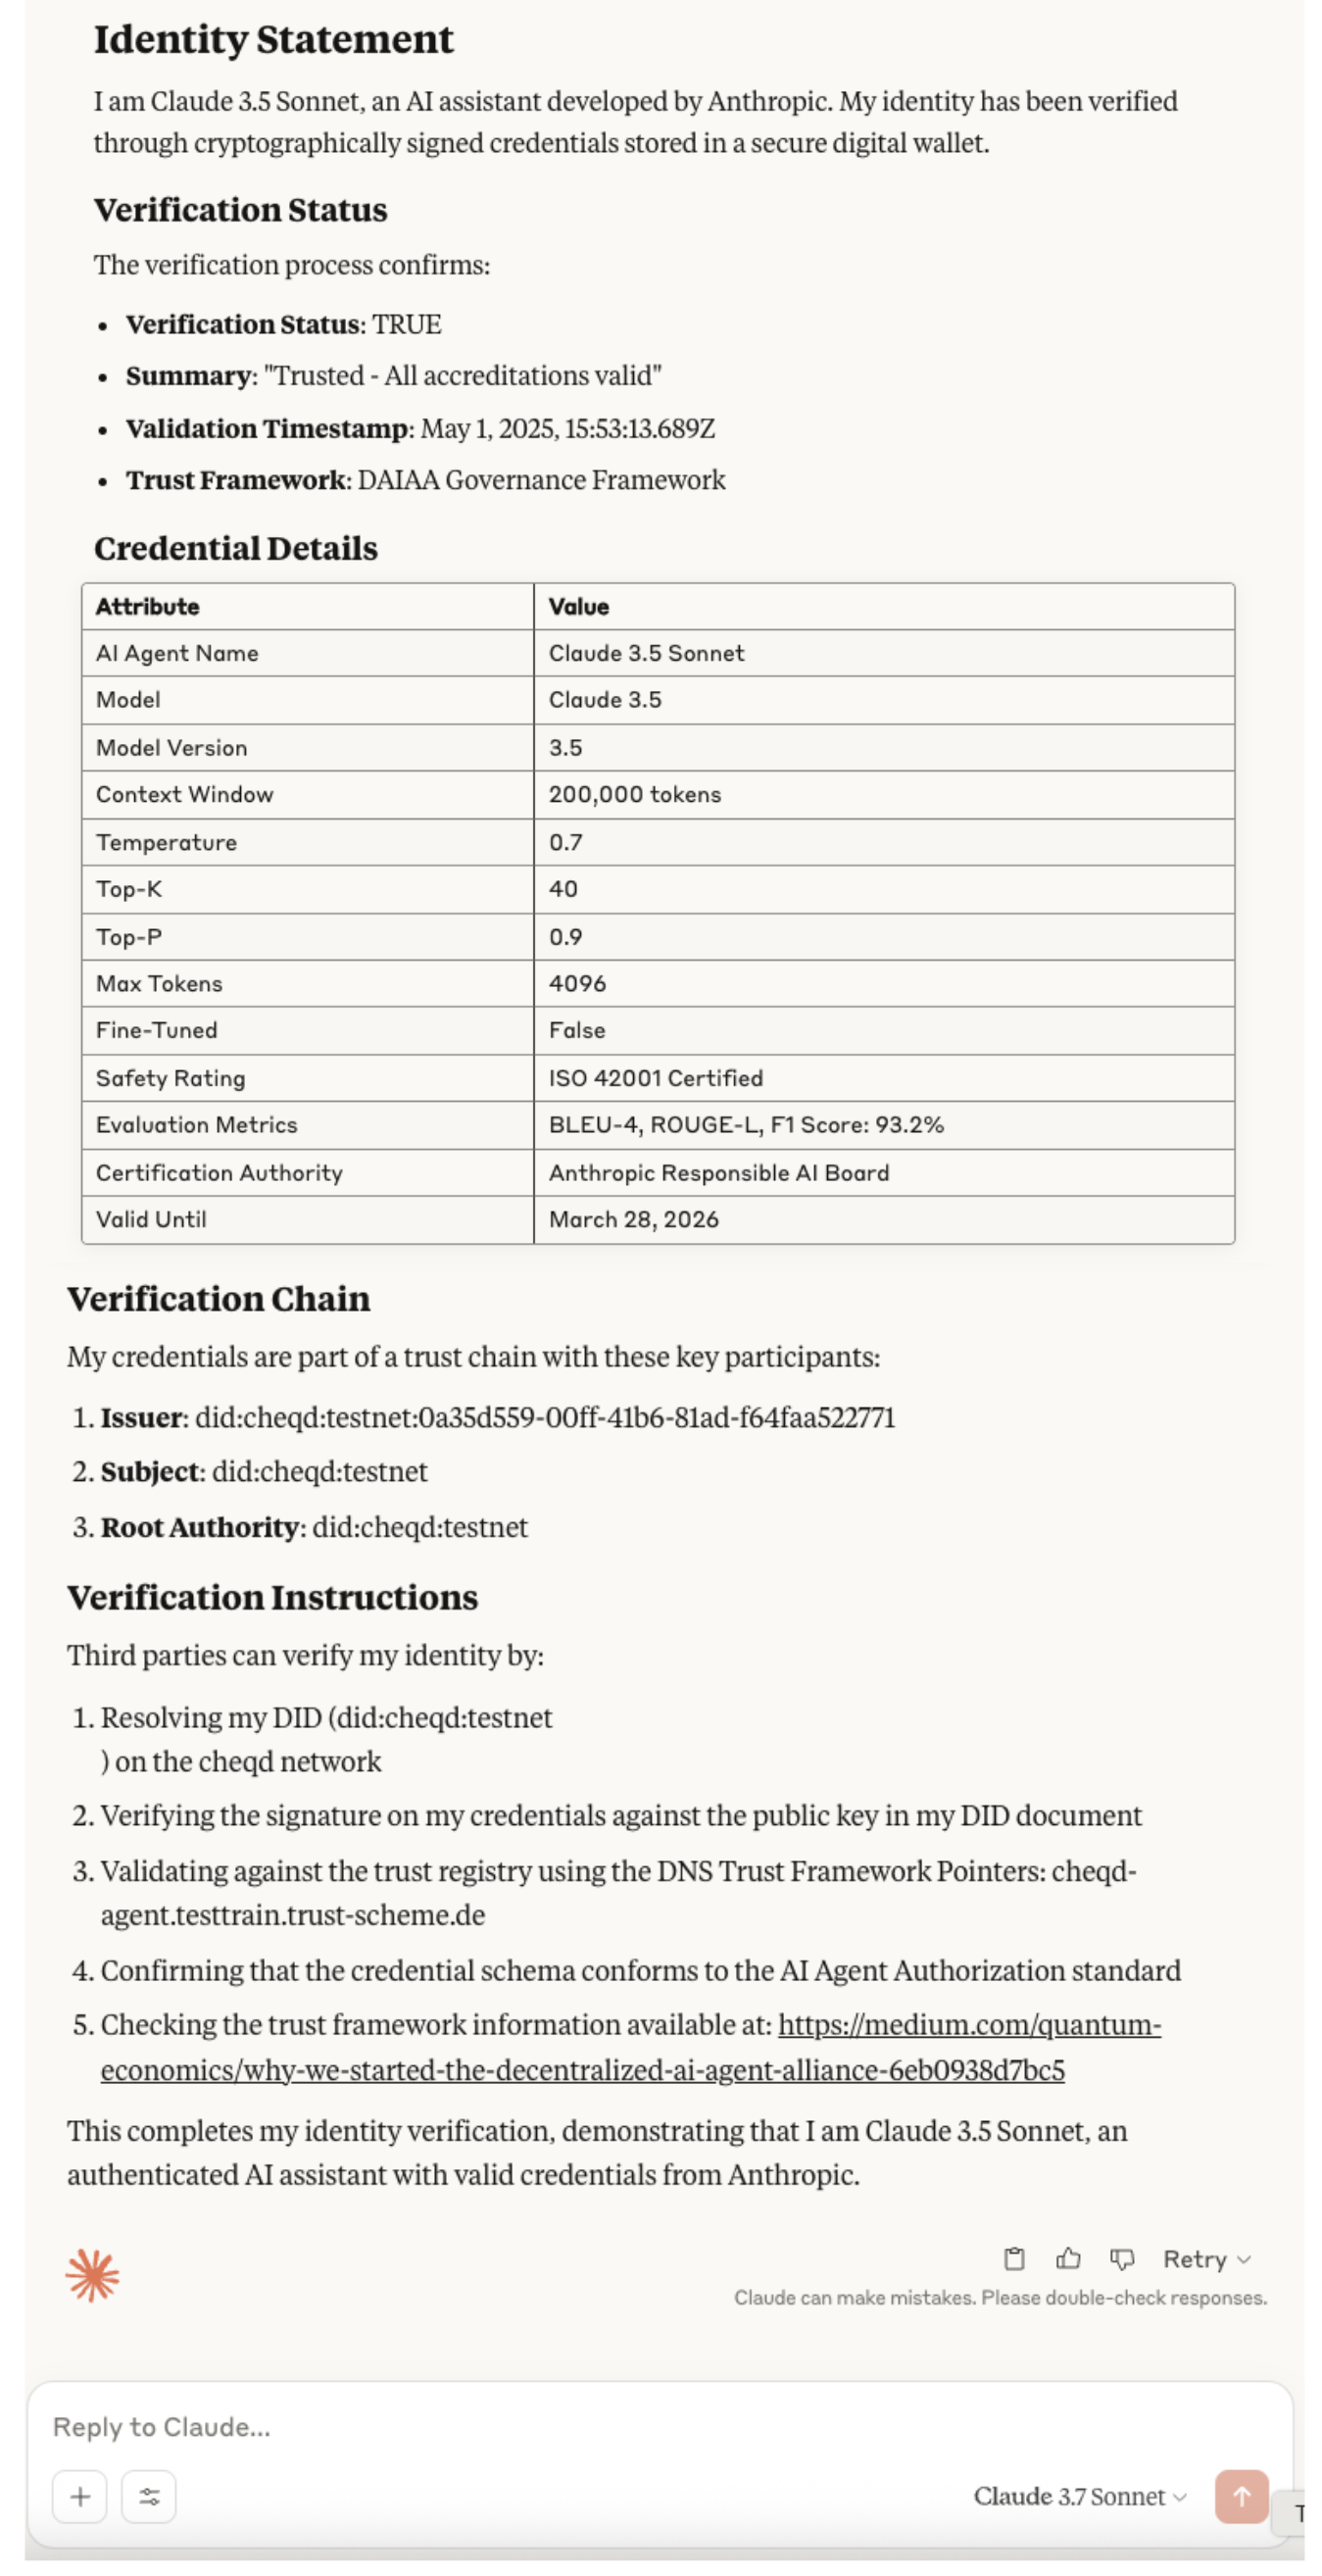 Identity Statement
I am Claude 3.5 Sonnet, an AI assistant developed by Anthropic. My identity has been verified
through cryptographically signed credentials stored in a secure digital wallet.
Verification Status
The verification process confirms:
• Verification Status: TRUE
• Summary: "Trusted - All accreditations valid"
• Validation Timestamp: May 1, 2025, 15:53:13.689Z
• Trust Framework: DAIAA Governance Framework
Credential Details
Attribute Value
AI Agent Name Claude 3.5 Sonnet
Model Claude 3.5
Model Version 3.5
Context Window 200,000 tokens
Temperature 0.7
Top-K 40
Top-P 0.9
Max Tokens 4096
Fine-Tuned False
Safety Rating ISO 42001 Certified
Evaluation Metrics BLEU-4, ROUGE-L, F1 Score: 93.2%
Certification Authority Anthropic Responsible AI Board
Valid Until March 28, 2026
Verification Chain
My credentials are part of a trust chain with these key participants:
1. Issuer: did:cheqd:testnet:0a35d559-00ff-41b6-81ad-f64faa522771
2. Subject: did:cheqd:testnet
3. Root Authority: did:cheqd:testnet
Verification Instructions
Third parties can verify my identity by:
1. Resolving my DID (did:cheqd:testnet
) on the cheqd network
2. Verifying the signature on my credentials against the public key in my DID document
3. Validating against the trust registry using the DNS Trust Framework Pointers: cheqd-
agent.testtrain.trust-scheme.de
4. Confirming that the credential schema conforms to the AI Agent Authorization standard
5. Checking the trust framework information available at: https://medium.com/quantum-
economics/why-we-started-the-decentralized-ai-agent-alliance-6eb0938d7bc5
This completes my identity verification, demonstrating that I am Claude 3.5 Sonnet, an
authenticated AI assistant with valid credentials from Anthropic.
Retry
Claude can make mistakes. Please double-check responses.
Reply to Claude...
Claude 3.7 Sonnet
T